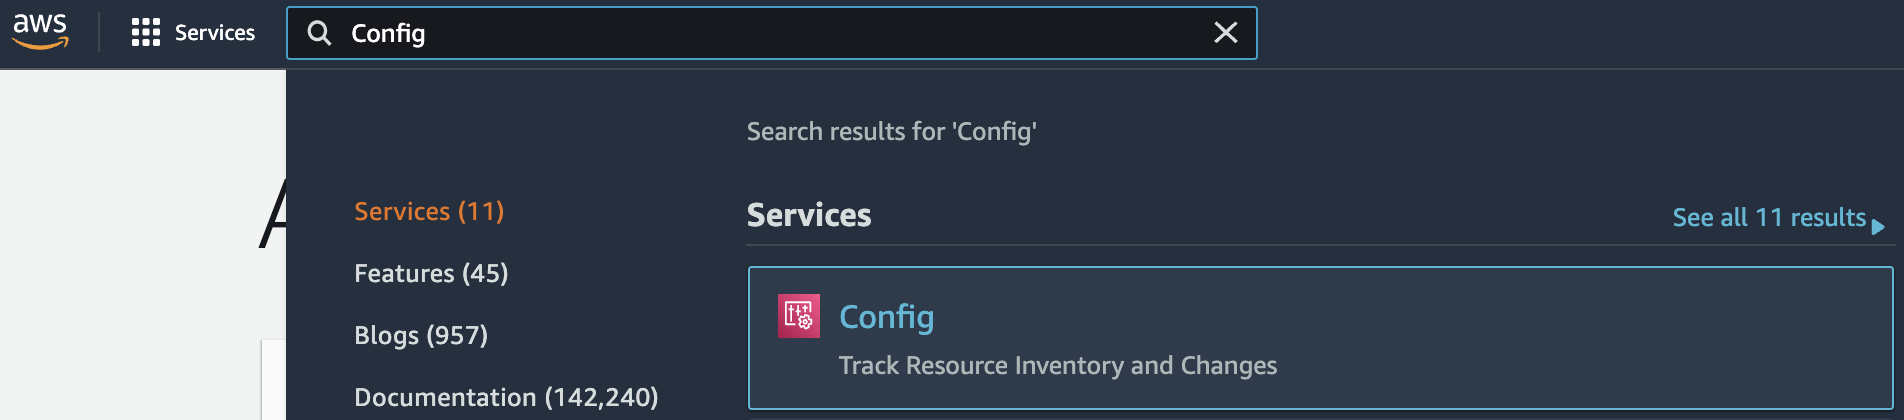 aws
Services
Config
Search results for 'Config'
Services (11)
Features (45)
Blogs (957)
Documentation (142,240)
Services
See all 11 results
Config
Track Resource Inventory and Changes